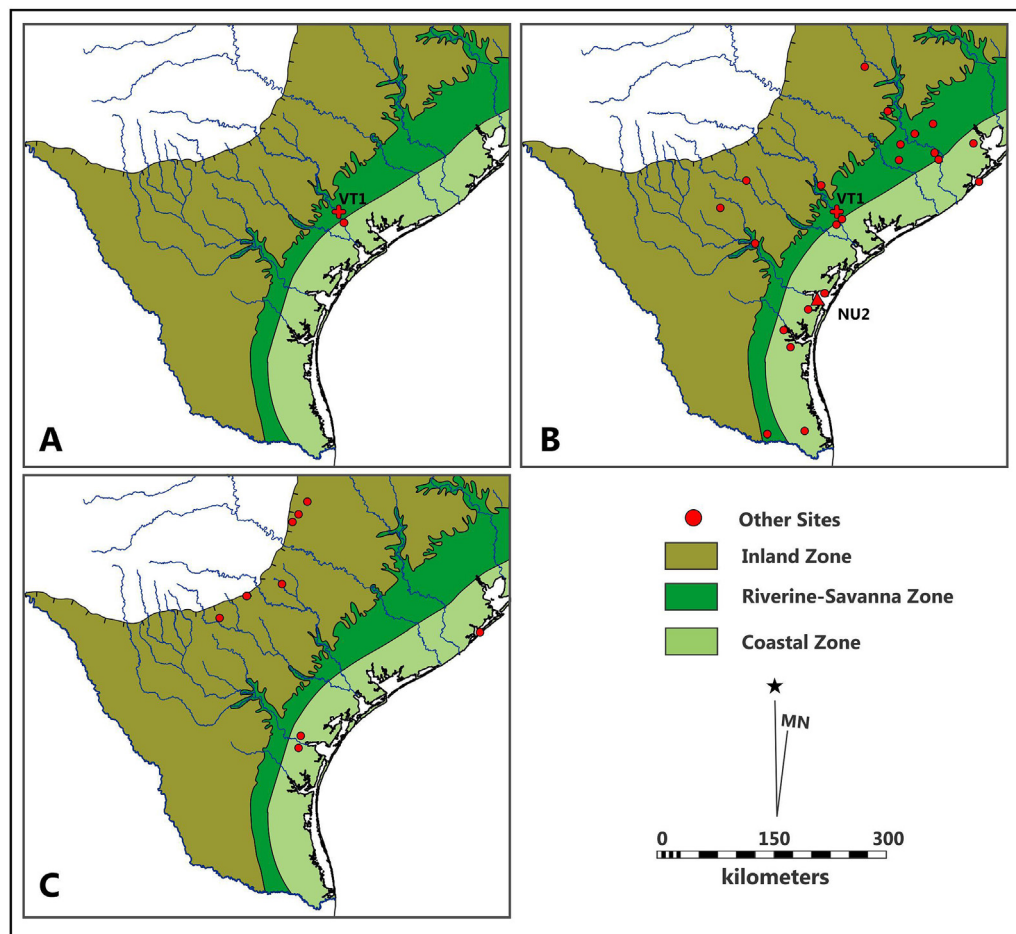 VT1
A
VT1
NU2
B
C
Other Sites
Inland Zone
Riverine-Savanna Zone
Coastal Zone
MN
0 150 300
kilometers